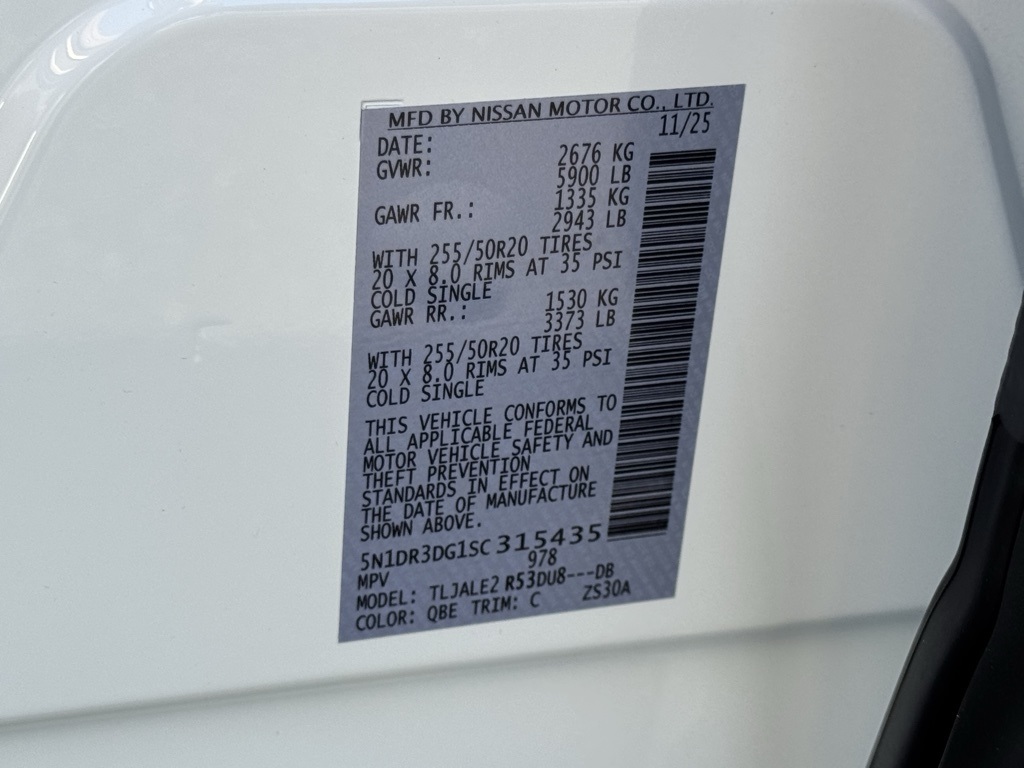 MFD BY NISSAN MOTOR CO., LTD.
DATE: 11/25
GVWR: 2676 KG
5900 LB
GAWR FR.: 1335 KG
2943 LB
WITH 255/50R20 TIRES
20 X 8.0 RIMS AT 35 PSI
COLD SINGLE
GAWR RR.: 1530 KG
3373 LB
WITH 255/50R20 TIRES
20 X 8.0 RIMS AT 35 PSI
COLD SINGLE
THIS VEHICLE CONFORMS TO
ALL APPLICABLE FEDERAL
MOTOR VEHICLE SAFETY AND
THEFT PREVENTION
STANDARDS IN EFFECT ON
THE DATE OF MANUFACTURE
SHOWN ABOVE.
5N1DR3DG1SC315435
MPV 978
MODEL: TLJALE2 R53DU8---DB
COLOR: QBE TRIM: C ZS30A